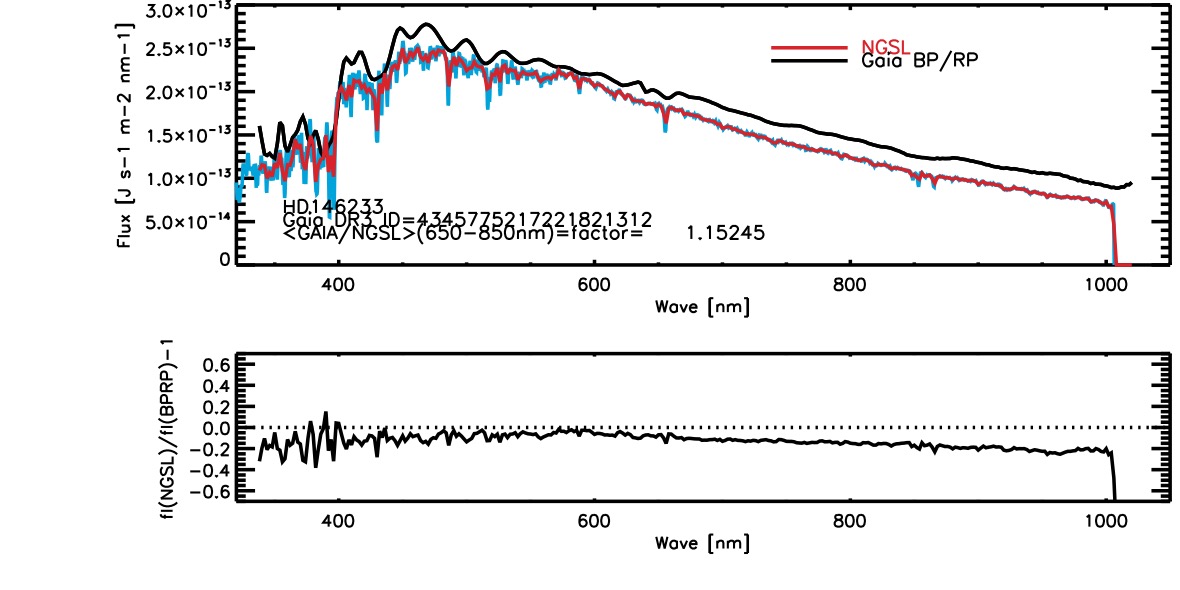 3.0×10−13
2.5×10−13
2.0×10−13
1.5×10−13
1.0×10−13
5.0×10−14
0
Flux [J s−1 m−2 nm−1]
NGSL
Gaia BP/RP
HD146233
Gaia DR3 ID=4345775217221821312
<GAIA/NGSL>(650−850nm)=factor= 1.15245
400 600 800 1000
Wave [nm]
fl(NGSL)/fl(BPRP)−1
0.6
0.4
0.2
0.0
−0.2
−0.4
−0.6
400 600 800 1000
Wave [nm]